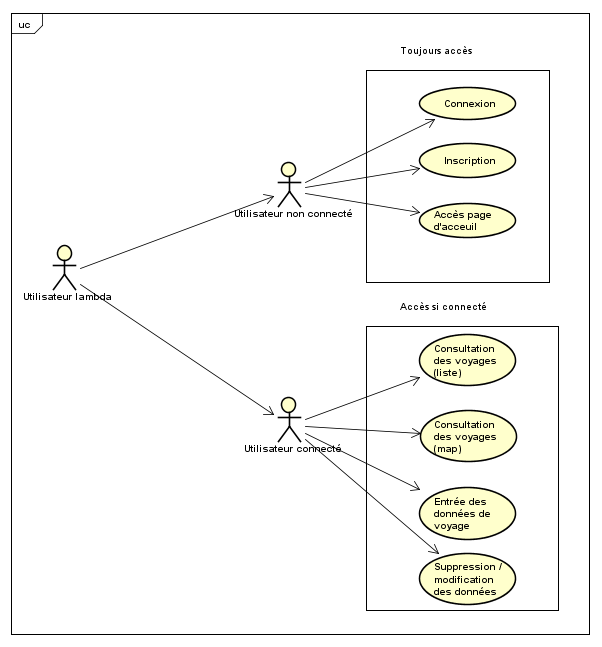 uc
Toujours accès
Connexion
Inscription
Accès page
d'acceuil
Utilisateur non connecté
Utilisateur lambda
Accès si connecté
Consultation
des voyages
(liste)
Consultation
des voyages
(map)
Utilisateur connecté
Entrée des
données de
voyage
Suppression /
modification
des données